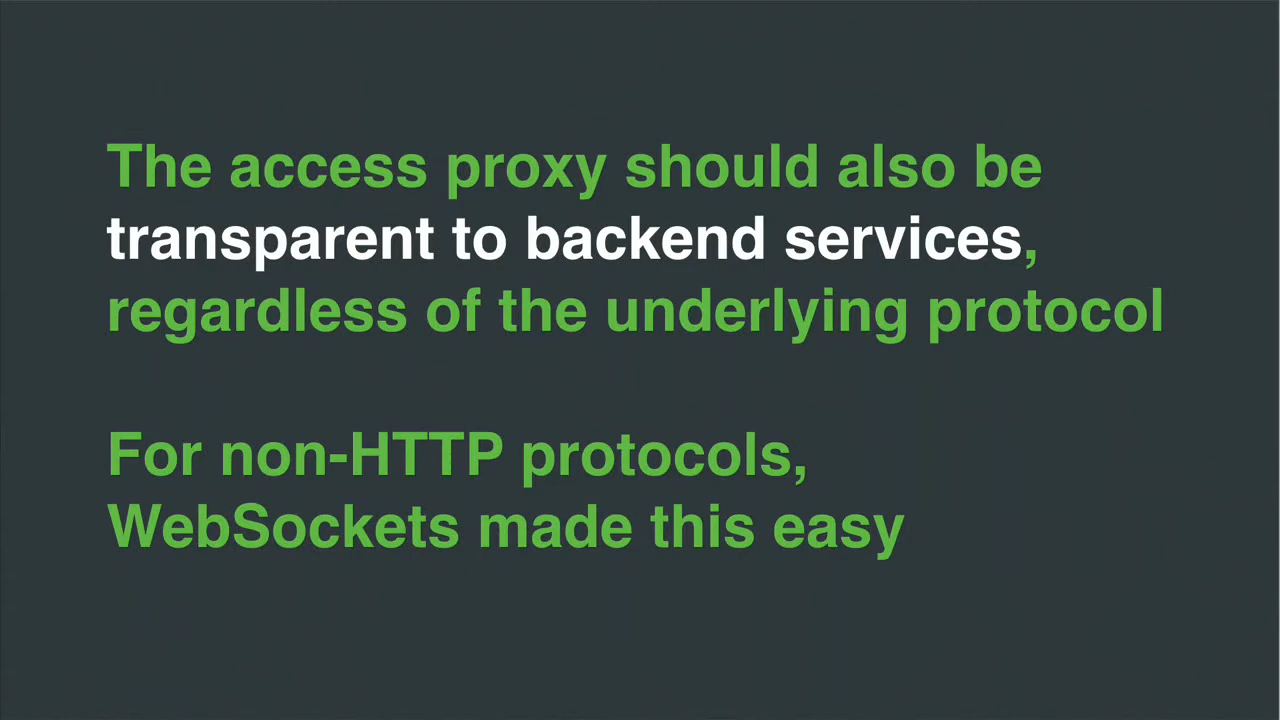 The access proxy should also be
transparent to backend services,
regardless of the underlying protocol
For non-HTTP protocols,
WebSockets made this easy